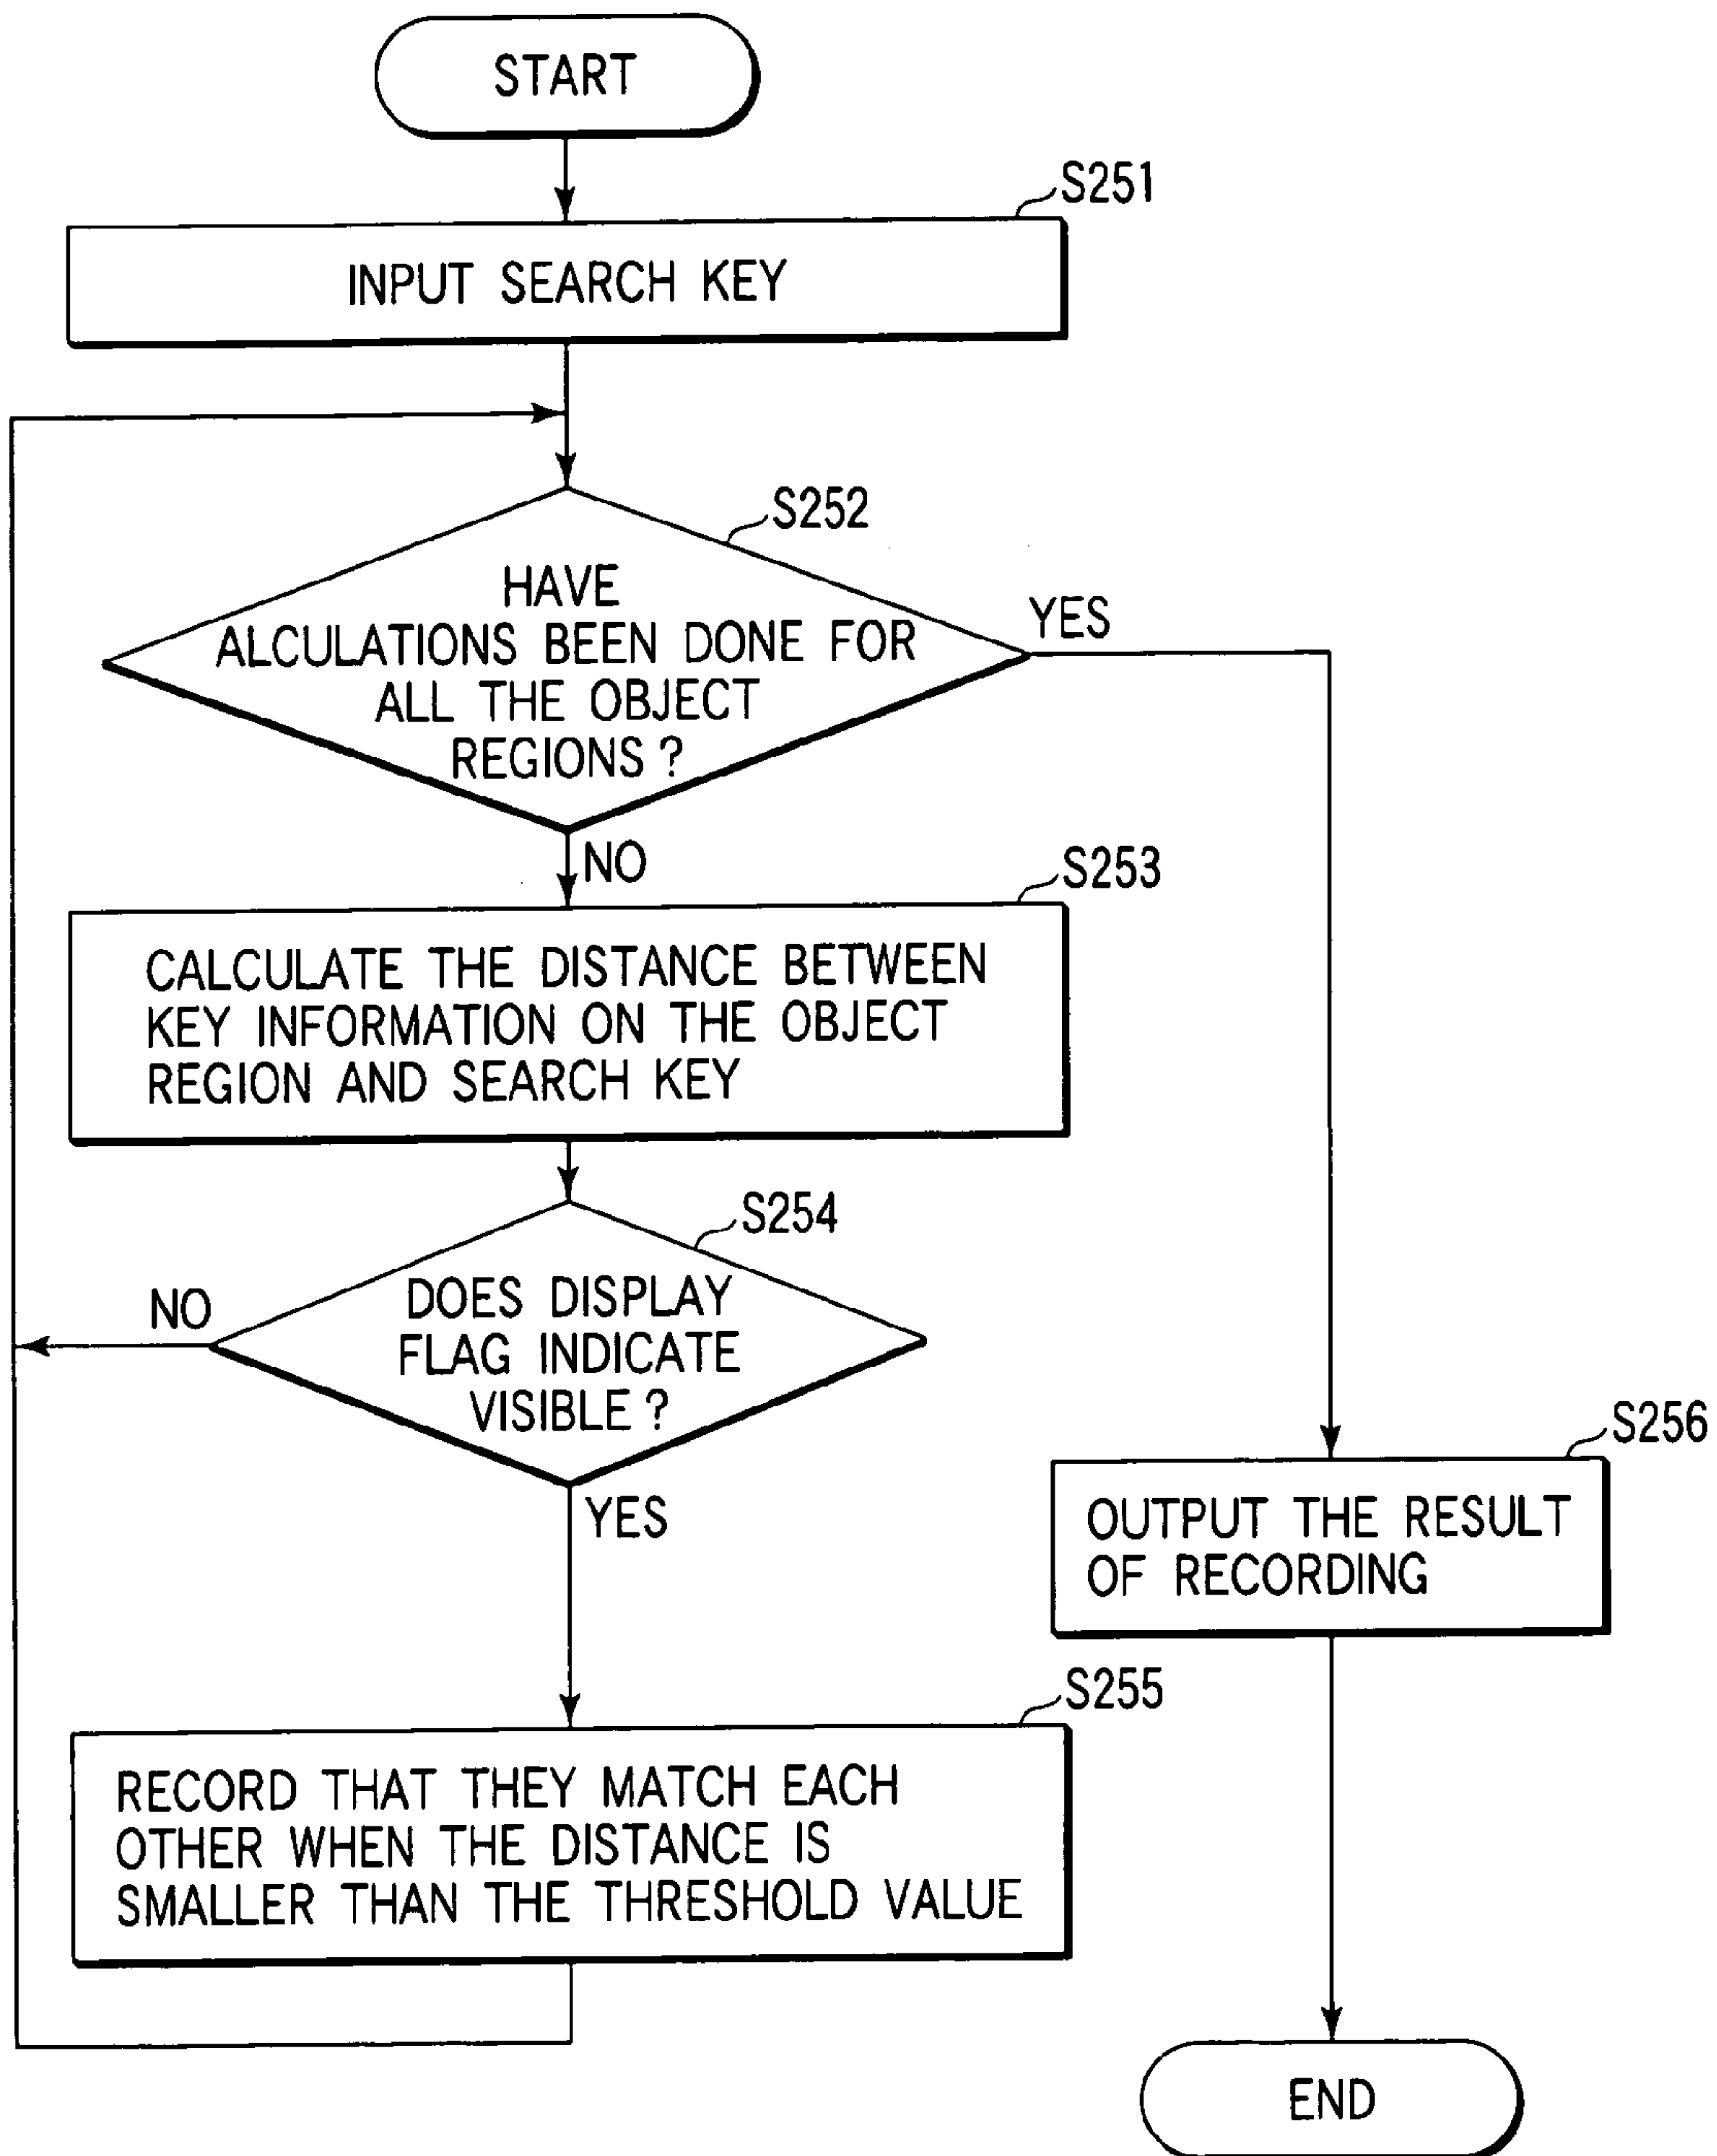 START
S251
INPUT SEARCH KEY
S252
HAVE
ALCULATIONS BEEN DONE FOR
ALL THE OBJECT
REGIONS ?
YES
NO
S253
CALCULATE THE DISTANCE BETWEEN
KEY INFORMATION ON THE OBJECT
REGION AND SEARCH KEY
S254
DOES DISPLAY
FLAG INDICATE
VISIBLE ?
NO
YES
S255
RECORD THAT THEY MATCH EACH
OTHER WHEN THE DISTANCE IS
SMALLER THAN THE THRESHOLD VALUE
S256
OUTPUT THE RESULT
OF RECORDING
END